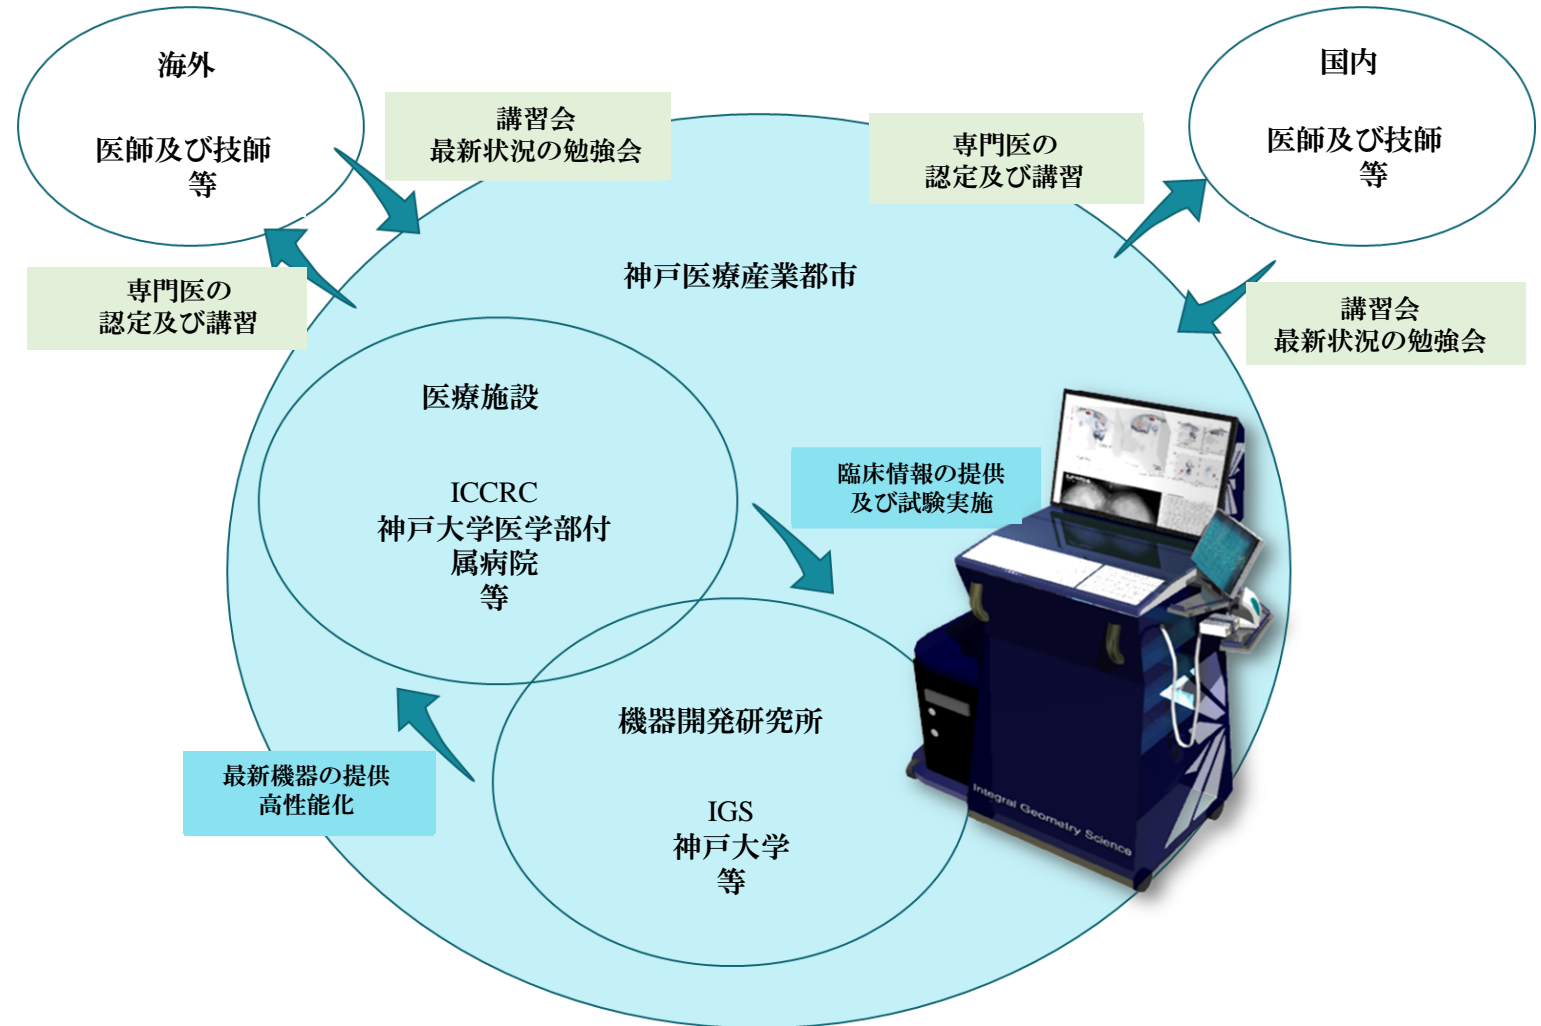 海外
医師及び技師
等
講習会
最新状況の勉強会
専門医の
認定及び講習
国内
医師及び技師
等
専門医の
認定及び講習
講習会
最新状況の勉強会
神戸医療産業都市
医療施設
ICCRC
神戸大学医学部付
属病院
等
臨床情報の提供
及び試験実施
最新機器の提供
高性能化
機器開発研究所
IGS
神戸大学
等
Integral Geometry Science